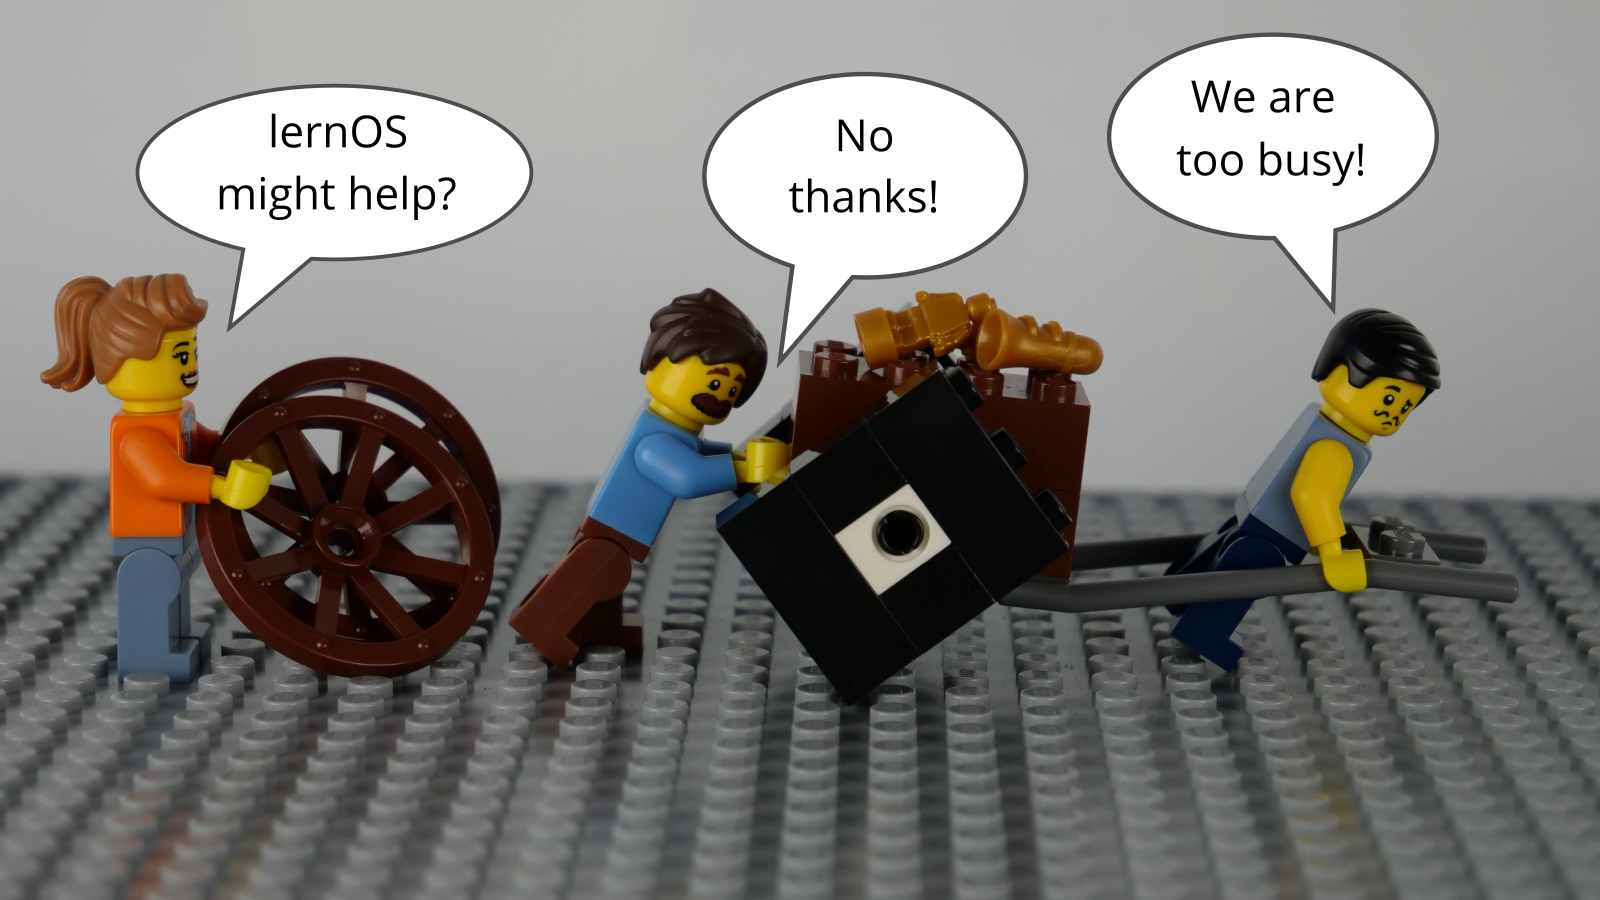 lernOS
might help?
No
thanks!
We are
too busy!